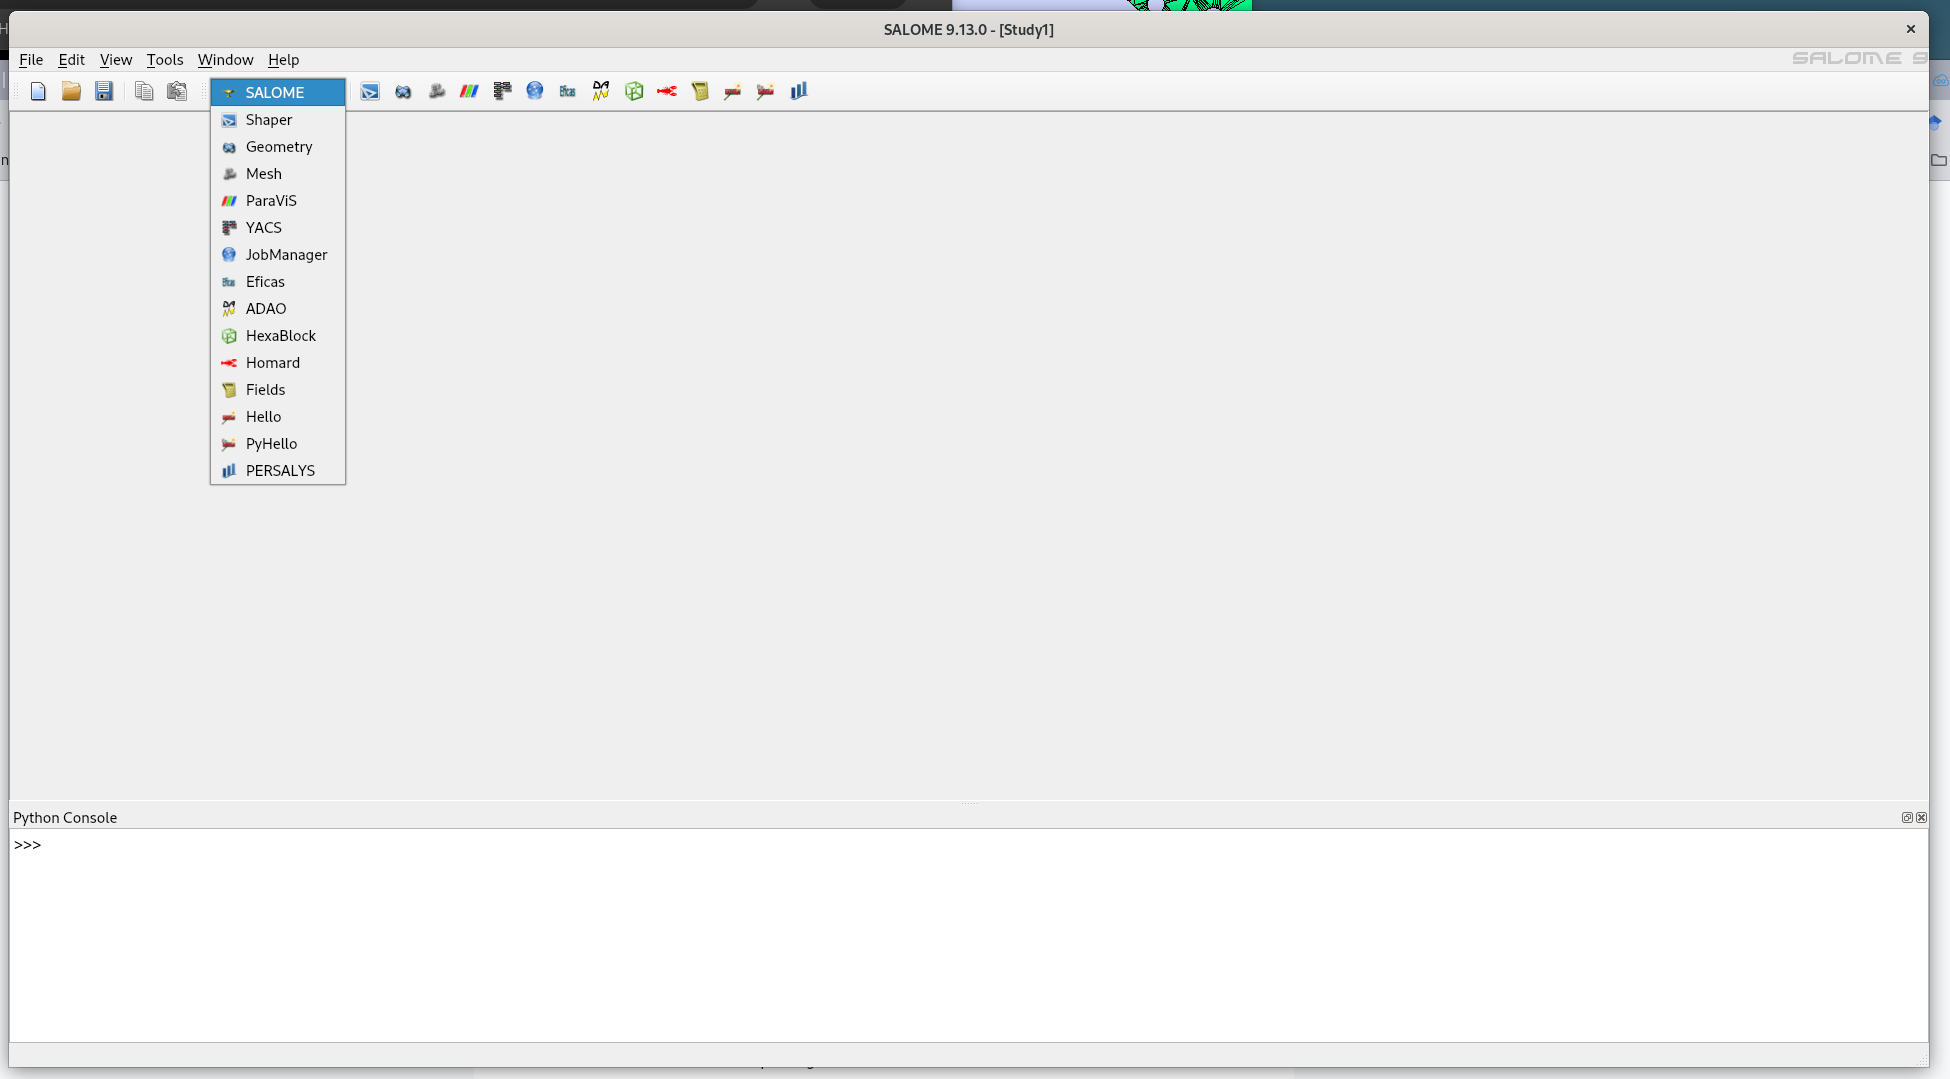 SALOME 9.13.0 - [Study1]
File Edit View Tools Window Help
SALOME 9
SALOME
Shaper
Geometry
Mesh
ParaViS
YACS
JobManager
Eficas
ADAO
HexaBlock
Homard
Fields
Hello
PyHello
PERSALYS
Python Console
>>>